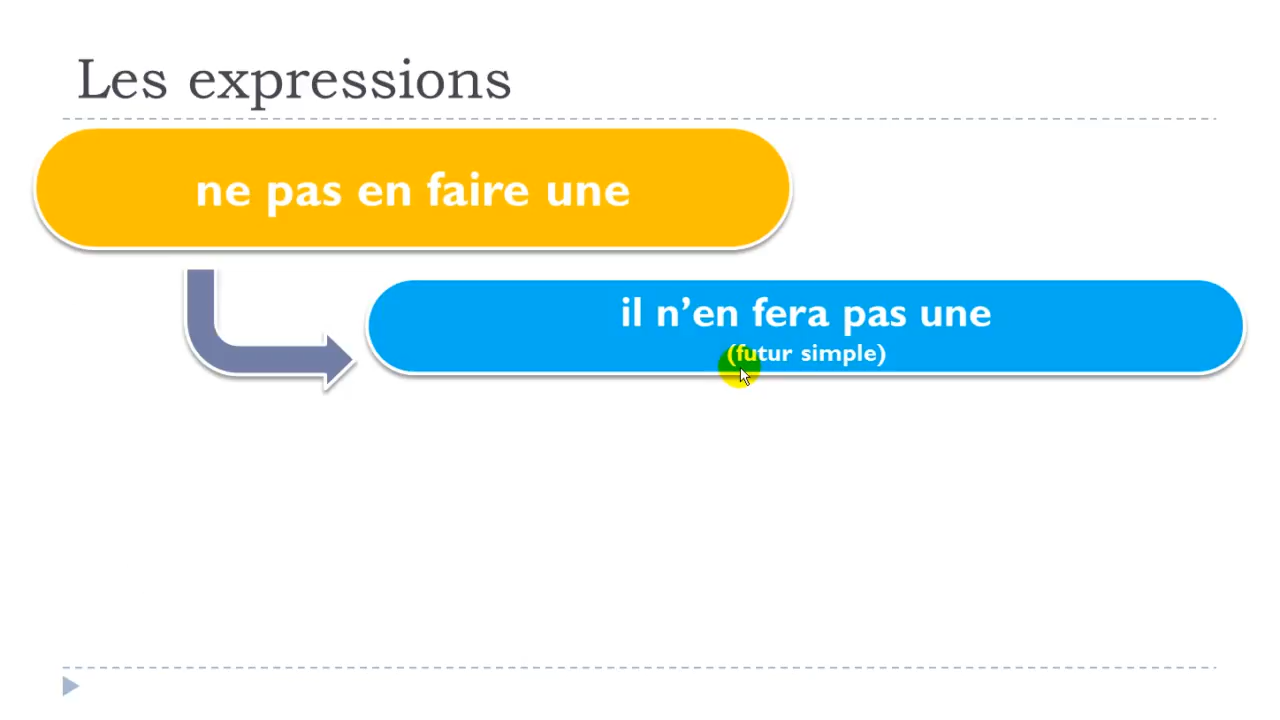 Les expressions
ne pas en faire une
il n’en fera pas une
(futur simple)